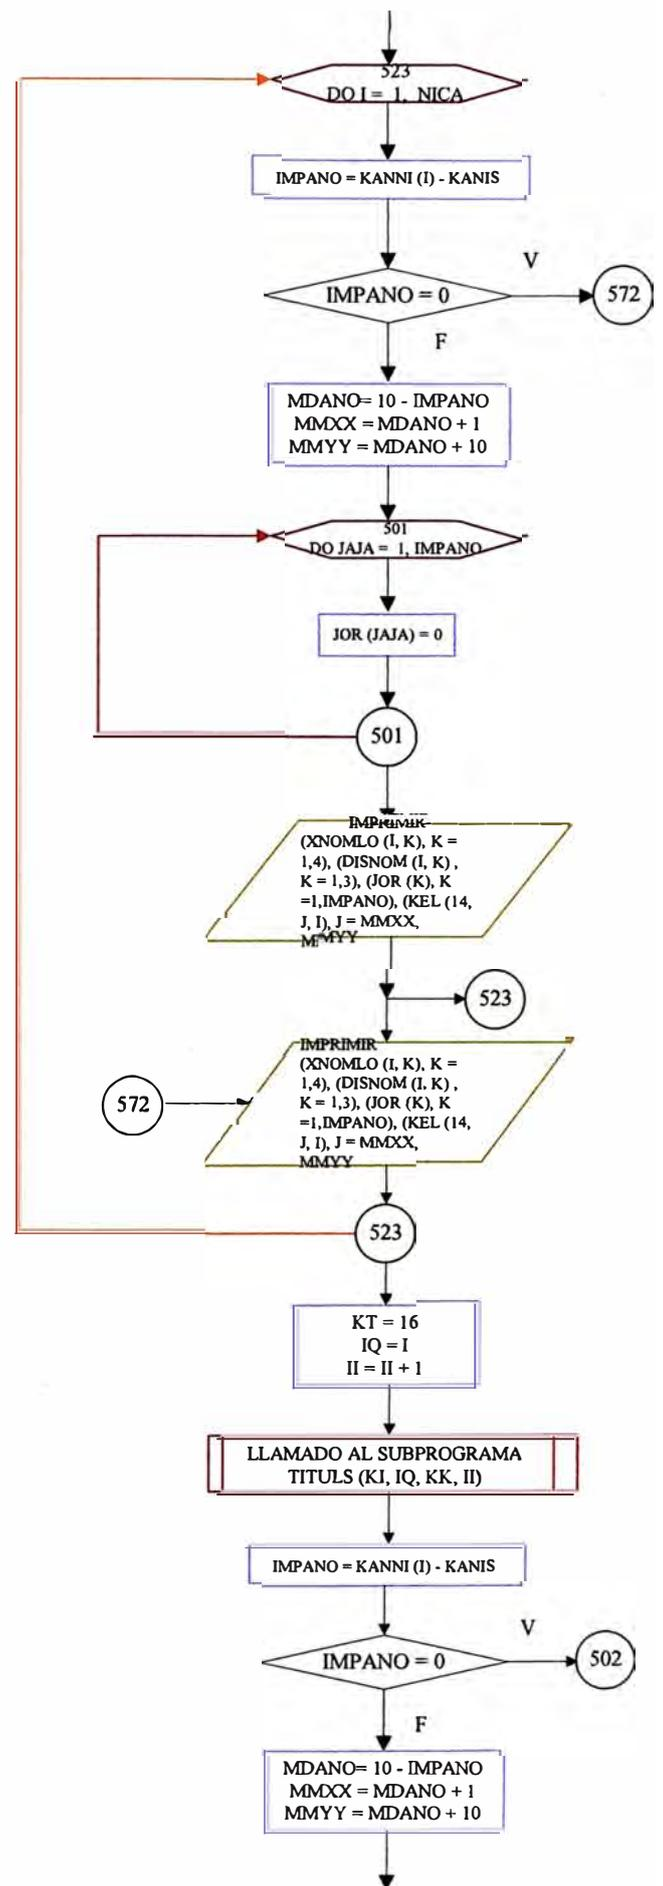 523
DO I = 1, NICA
IMPANO = KANNI (I) - KANIS
V
IMPANO = 0
572
F
MDANO= 10 - IMPANO
MMXX = MDANO + 1
MMYY = MDANO + 10
501
DO JAJA = 1, IMPANO
JOR (JAJA) = 0
501
IMPRIMIR
(XNOMLO (I, K), K =
1,4), (DISNOM (I, K) ,
K = 1,3), (JOR (K), K
=1,IMPANO), (KEL (14,
J, I), J = MMXX,
MMYY
523
IMPRIMIR
(XNOMLO (I, K), K =
1,4), (DISNOM (I, K) ,
572
K = 1,3), (JOR (K), K
=1,IMPANO), (KEL (14,
J, I), J = MMXX,
MMYY
523
KT = 16
IQ = I
II = II + 1
LLAMADO AL SUBPROGRAMA
TITULS (KI, IQ, KK, II)
IMPANO = KANNI (I) - KANIS
V
IMPANO = 0
502
F
MDANO= 10 - IMPANO
MMXX = MDANO + 1
MMYY = MDANO + 10